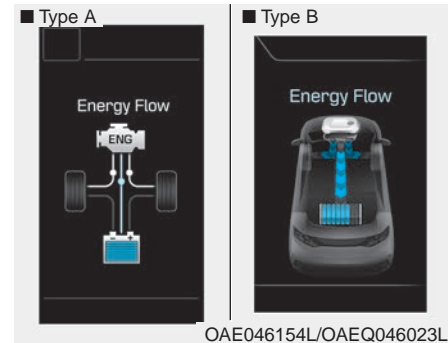 ■ Type A
■ Type B
Energy Flow
ENG
Energy Flow
OAE046154L/OAEQ046023L